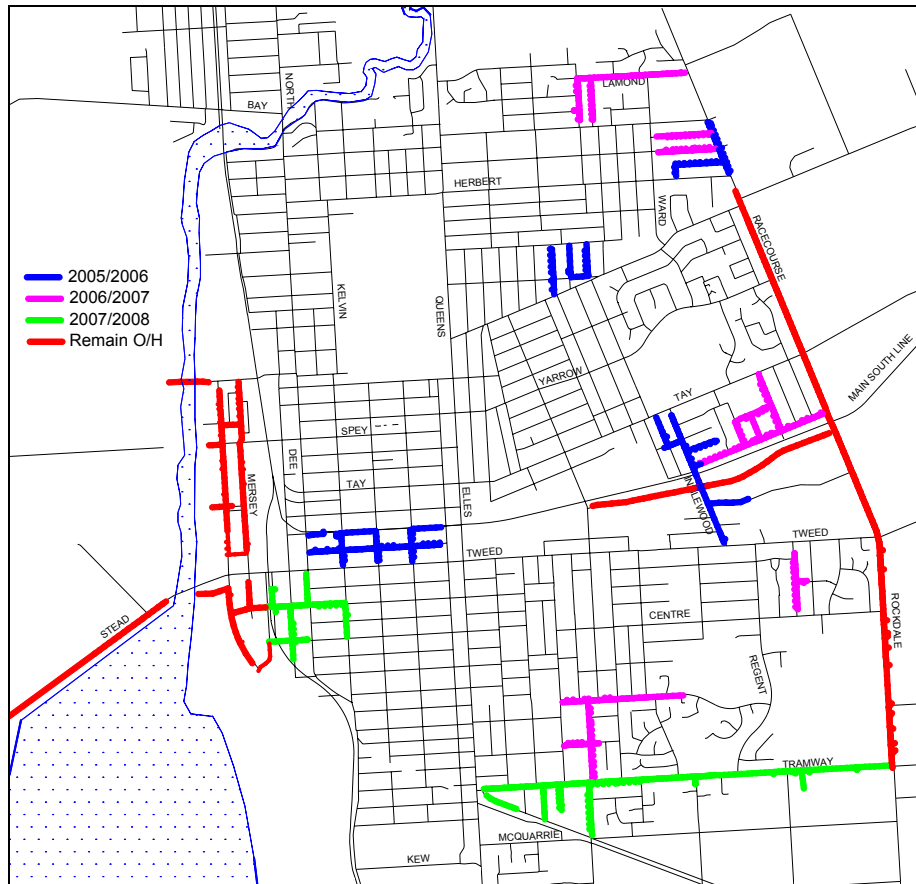 LAMOND
NORTH
BAY
HERBERT
WARD
RACECOURSE
2005/2006
2006/2007
2007/2008
Remain O/H
KELVIN
QUEENS
MAIN SOUTH LINE
YARROW
TAY
SPEY
DEE
MERSEY
TAY
ELLES
INGLEWOOD
TWEED
TWEED
CENTRE
ROCKDALE
STEAD
REGENT
TRAMWAY
MCQUARRIE
KEW